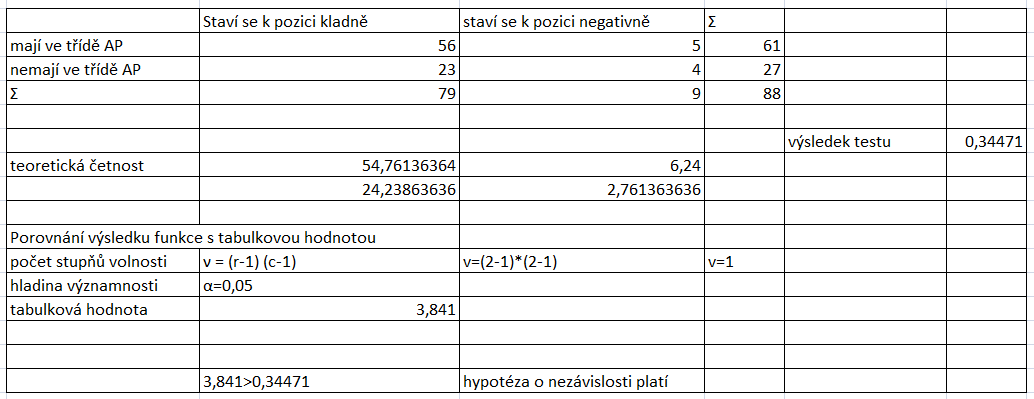 Staví se k pozici kladně staví se k pozici negativně Σ
mají ve třídě AP 56 5 61
nemají ve třídě AP 23 4 27
Σ 79 9 88
výsledek testu 0,34471
teoretická četnost 54,76136364 6,24
24,23863636 2,761363636
Porovnání výsledku funkce s tabulkovou hodnotou
počet stupňů volnosti ν = (r-1) (c-1) ν=(2-1)*(2-1) ν=1
hladina významnosti α=0,05
tabulková hodnota 3,841
3,841>0,34471 hypotéza o nezávislosti platí